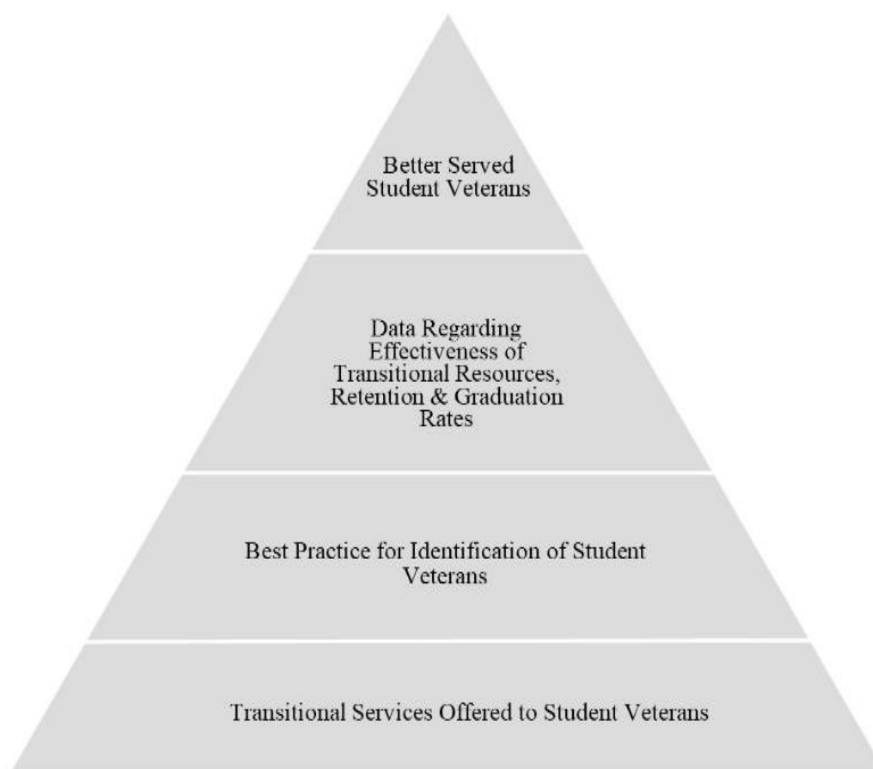 Better Served
Student Veterans
Data Regarding
Effectiveness of
Transitional Resources,
Retention & Graduation
Rates
Best Practice for Identification of Student
Veterans
Transitional Services Offered to Student Veterans